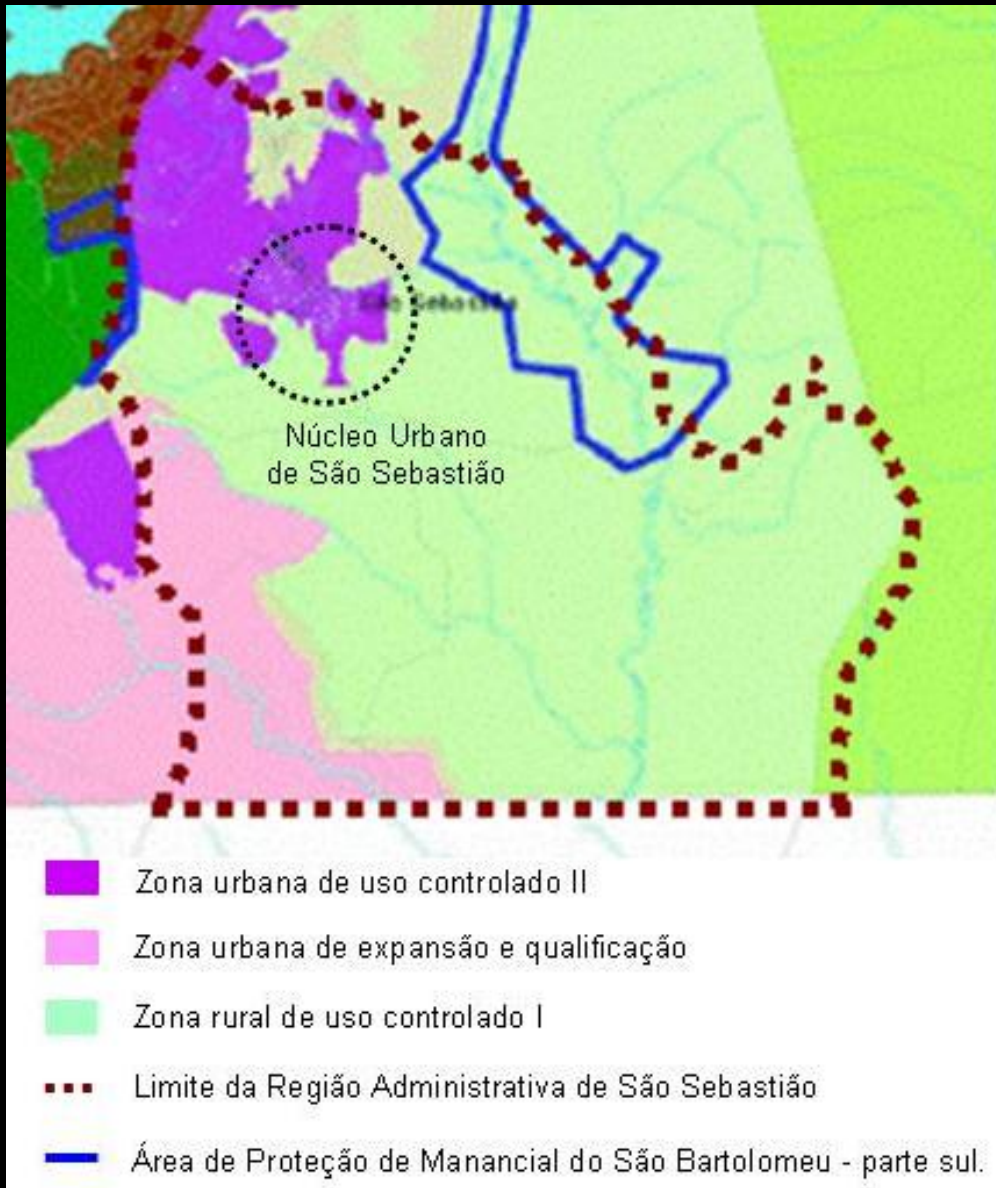 São Sebastião
Núcleo Urbano
de São Sebastião
Zona urbana de uso controlado II
Zona urbana de expansão e qualificação
Zona rural de uso controlado I
Limite da Região Administrativa de São Sebastião
Área de Proteção de Manancial do São Bartolomeu - parte sul.